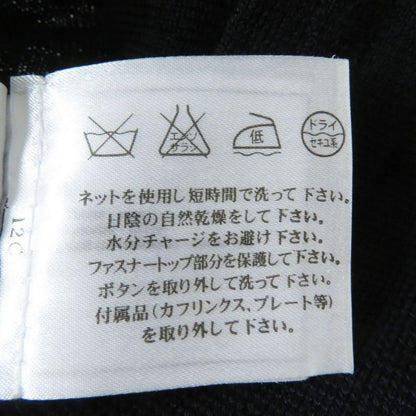 エンソ
サラシ
低
ドライ
セキユ系
ネットを使用し短時間で洗って下さい。
日陰の自然乾燥をして下さい。
水分チャージをお避け下さい。
ファスナートップ部分を保護して下さい。
ボタンを取り外して洗って下さい。
付属品(カフリンクス、プレート等)
を取り外して下さい。
12C